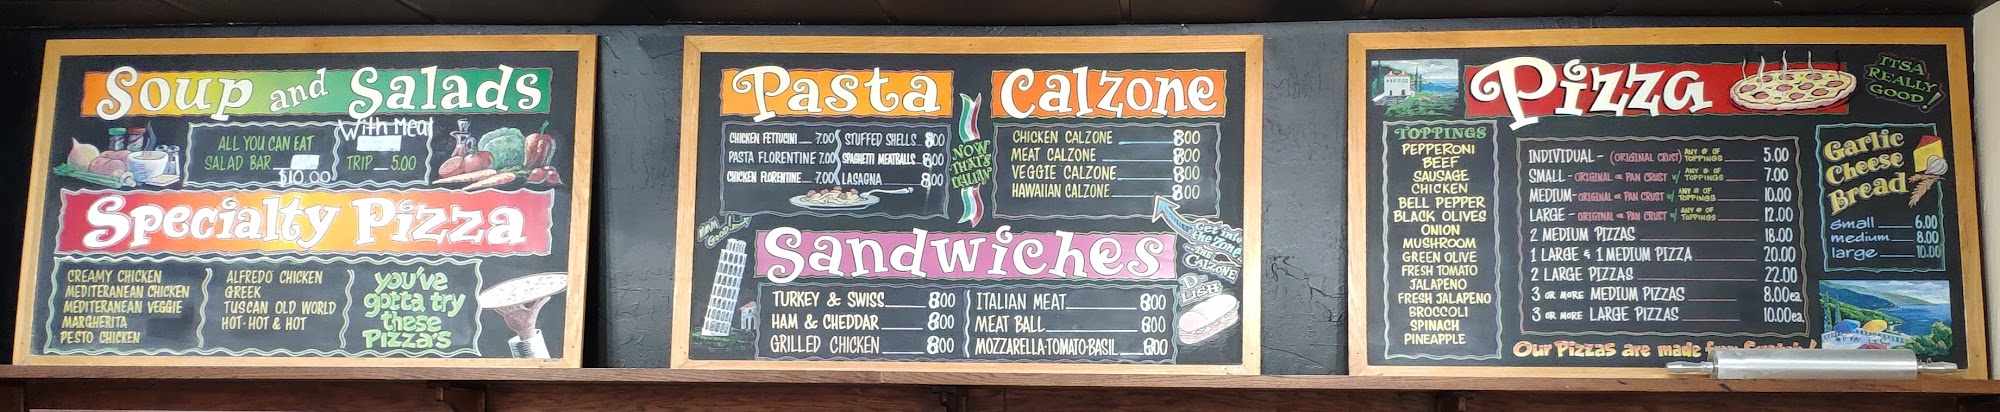 Soup and Salads
ALL YOU CAN EAT
SALAD BAR
$10.00
With Meal
TRIP 5.00
Specialty Pizza
CREAMY CHICKEN
MEDITERANEAN CHICKEN
MEDITERANEAN VEGGIE
MARGHERITA
PESTO CHICKEN
ALFREDO CHICKEN
GREEK
TUSCAN OLD WORLD
HOT-HOT & HOT
you've
gotta try
these
Pizza's
Pasta
CHICKEN FETTUCINI 7.00
PASTA FLORENTINE 7.00
CHICKEN FLORENTINE 7.00
STUFFED SHELLS 8.00
SPAGHETTI MEATBALLS 8.00
LASAGNA 8.00
NOW
THAT'S
ITALIAN
Calzone
CHICKEN CALZONE 8.00
MEAT CALZONE 8.00
VEGGIE CALZONE 8.00
HAWAIIAN CALZONE 8.00
Get into
the Zone
THE
CALZONE
MMM
GOOD!
Sandwiches
TURKEY & SWISS 8.00
HAM & CHEDDAR 8.00
GRILLED CHICKEN 8.00
ITALIAN MEAT 8.00
MEAT BALL 8.00
MOZZARELLA-TOMATO-BASIL 8.00
D
LISH
Pizza
ITSA
REALLY
GOOD!
TOPPINGS
PEPPERONI
BEEF
SAUSAGE
CHICKEN
BELL PEPPER
BLACK OLIVES
ONION
MUSHROOM
GREEN OLIVE
FRESH TOMATO
JALAPENO
FRESH JALAPENO
BROCCOLI
SPINACH
PINEAPPLE
INDIVIDUAL - (ORIGINAL CRUST) ANY # OF TOPPINGS 5.00
SMALL - ORIGINAL OR PAN CRUST W/ ANY # OF TOPPINGS 7.00
MEDIUM - ORIGINAL OR PAN CRUST W/ ANY # OF TOPPINGS 10.00
LARGE - ORIGINAL OR PAN CRUST W/ ANY # OF TOPPINGS 12.00
2 MEDIUM PIZZAS 18.00
1 LARGE & 1 MEDIUM PIZZA 20.00
2 LARGE PIZZAS 22.00
3 OR MORE MEDIUM PIZZAS 8.00ea.
3 OR MORE LARGE PIZZAS 10.00ea.
Our Pizzas are made
Garlic
Cheese
Bread
Small 6.00
medium 8.00
large 10.00